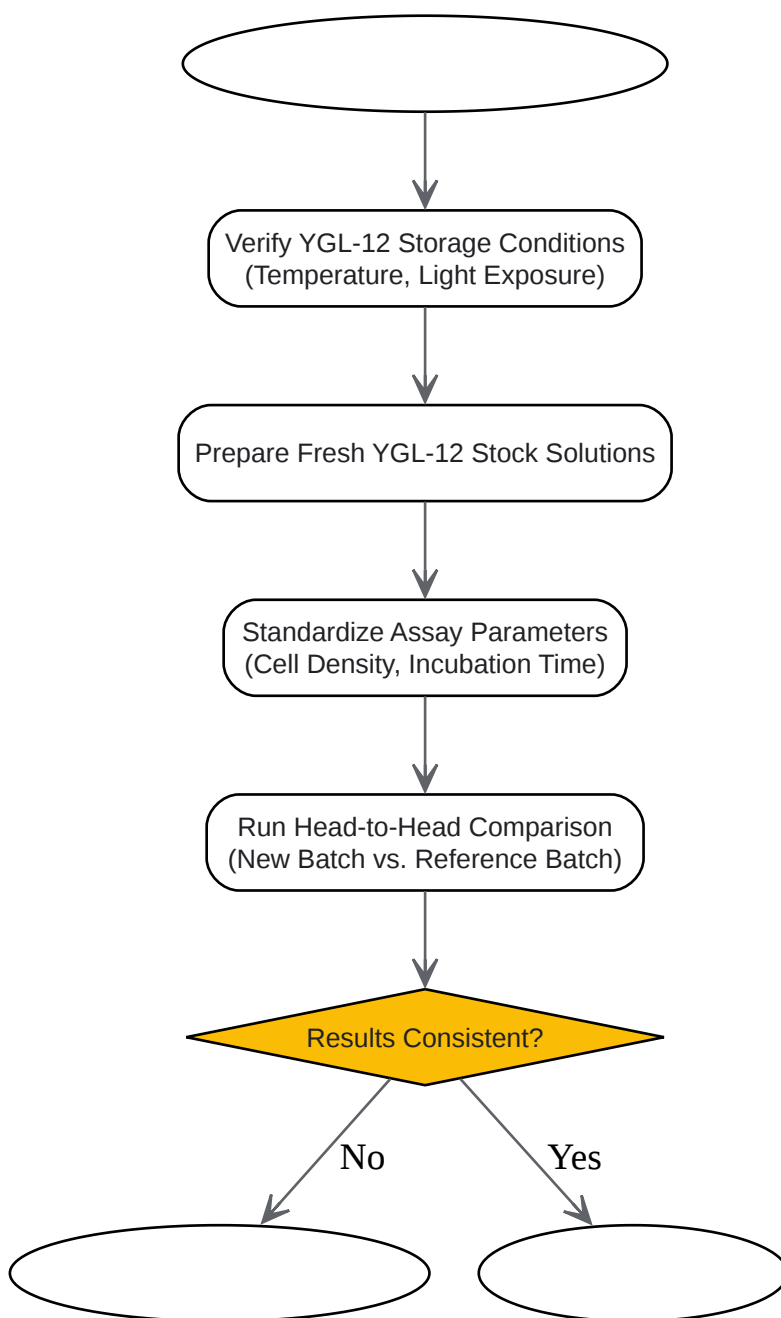 Verify YGL-12 Storage Conditions
(Temperature, Light Exposure)
Prepare Fresh YGL-12 Stock Solutions
Standardize Assay Parameters
(Cell Density, Incubation Time)
Run Head-to-Head Comparison
(New Batch vs. Reference Batch)
Results Consistent?
No
Yes